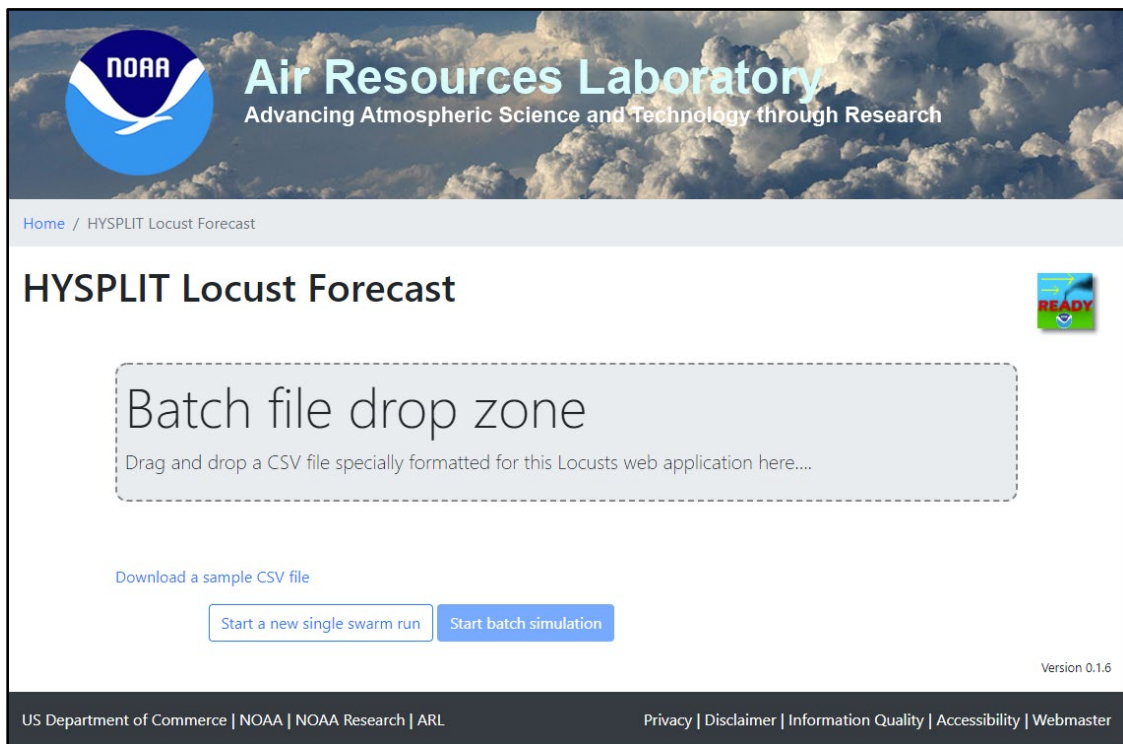 NOAA
Air Resources Laboratory
Advancing Atmospheric Science and Technology through Research
Home / HYSPLIT Locust Forecast
HYSPLIT Locust Forecast
READY
Batch file drop zone
Drag and drop a CSV file specially formatted for this Locusts web application here....
Download a sample CSV file
Start a new single swarm run Start batch simulation
Version 0.1.6
US Department of Commerce | NOAA | NOAA Research | ARL Privacy | Disclaimer | Information Quality | Accessibility | Webmaster